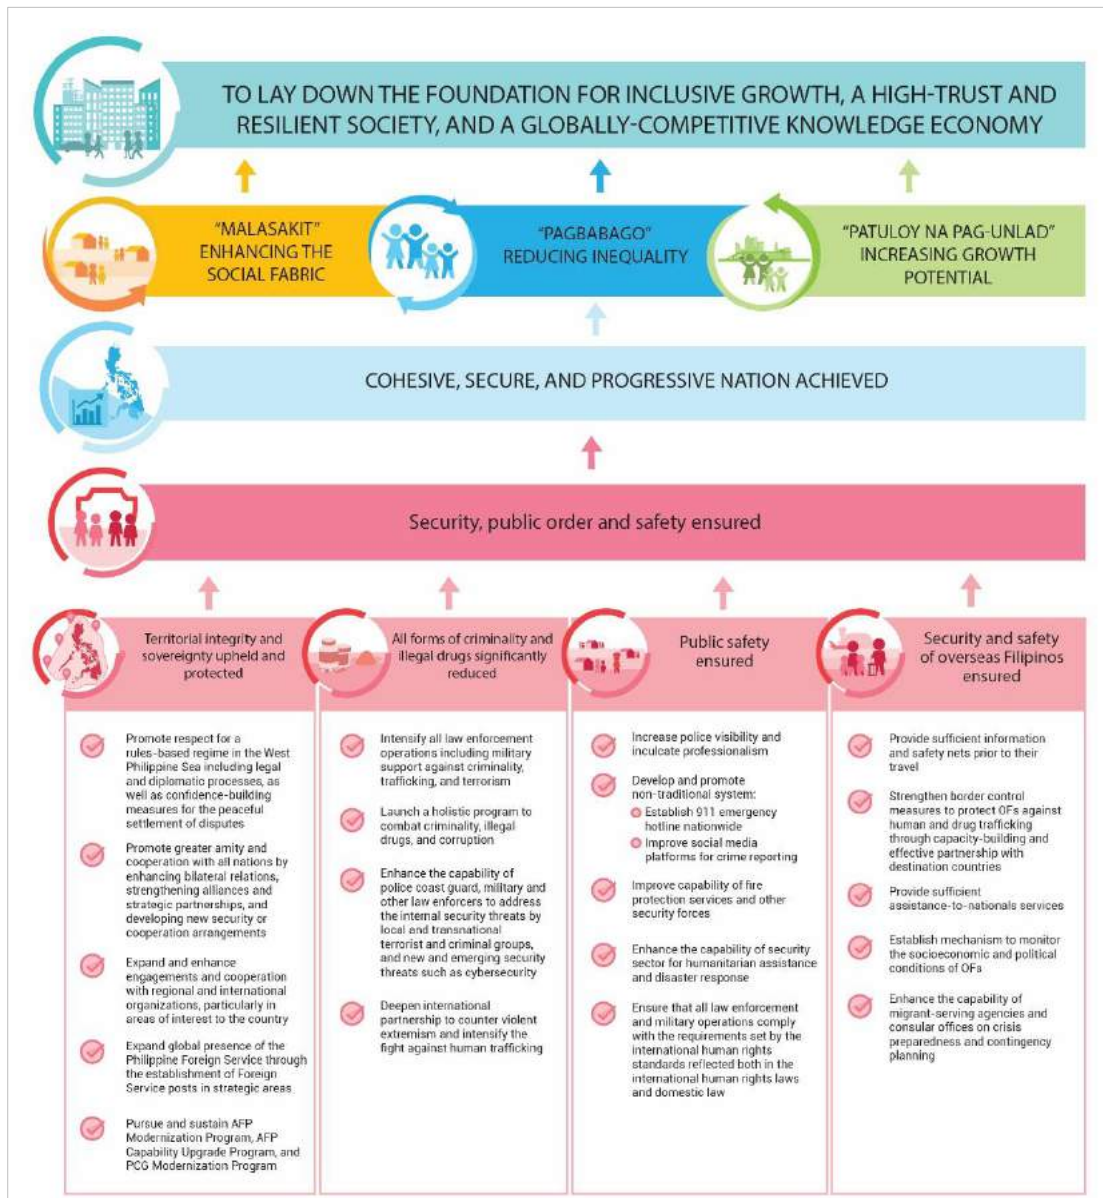 TO LAY DOWN THE FOUNDATION FOR INCLUSIVE GROWTH, A HIGH-TRUST AND
RESILIENT SOCIETY, AND A GLOBALLY-COMPETITIVE KNOWLEDGE ECONOMY
"MALASAKIT"
ENHANCING THE
SOCIAL FABRIC
"PAGBABAGO"
REDUCING INEQUALITY
"PATULOY NA PAG-UNLAD"
INCREASING GROWTH
POTENTIAL
COHESIVE, SECURE, AND PROGRESSIVE NATION ACHIEVED
Security, public order and safety ensured
Territorial integrity and
sovereignty upheld and
protected
Promote respect for a
rules-based regime in the West
Philippine Sea including legal
and diplomatic processes, as
well as confidence-building
measures for the peaceful
settlement of disputes
Promote greater amity and
cooperation with all nations by
enhancing bilateral relations,
strengthening alliances and
strategic partnerships, and
developing new security or
cooperation arrangements
Expand and enhance
engagements and cooperation
with regional and international
organizations, particularly in
areas of interest to the country
Expand global presence of the
Philippine Foreign Service through
the establishment of Foreign
Service posts in strategic areas
Pursue and sustain AFP
Modernization Program, AFP
Capability Upgrade Program, and
PCG Modernization Program
All forms of criminality and
illegal drugs significantly
reduced
Intensify all law enforcement
operations including military
support against criminality,
trafficking, and terrorism
Launch a holistic program to
combat criminality, illegal
drugs, and corruption
Enhance the capability of
police coast guard, military and
other law enforcers to address
the internal security threats by
local and transnational
terrorist and criminal groups,
and new and emerging security
threats such as cybersecurity
Deepen international
partnership to counter violent
extremism and intensify the
fight against human trafficking
Public safety
ensured
Increase police visibility and
inculcate professionalism
Develop and promote
non-traditional system:
Establish 911 emergency
hotline nationwide
Improve social media
platforms for crime reporting
Improve capability of fire
protection services and other
security forces
Enhance the capability of security
sector for humanitarian assistance
and disaster response
Ensure that all law enforcement
and military operations comply
with the requirements set by the
international human rights
standards reflected both in the
international human rights laws
and domestic law
Security and safety
of overseas Filipinos
ensured
Provide sufficient information
and safety nets prior to their
travel
Strengthen border control
measures to protect OFs against
human and drug trafficking
through capacity-building and
effective partnership with
destination countries
Provide sufficient
assistance-to-nationals services
Establish mechanism to monitor
the socioeconomic and political
conditions of OFs
Enhance the capability of
migrant-serving agencies and
consular offices on crisis
preparedness and contingency
planning